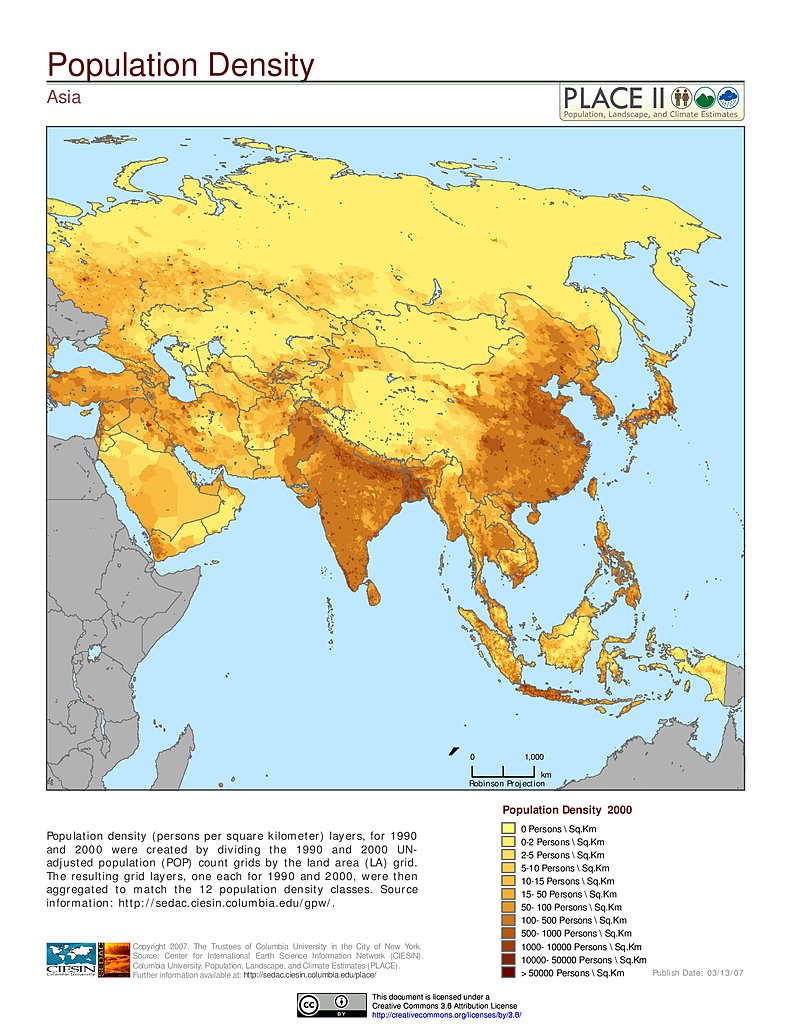 Population Density
Asia
PLACE II
Population, Landscape, and Climate Estimates
0 1,000
km
Robinson Projection
Population Density 2000
0 Persons \ Sq.Km
0-2 Persons \ Sq.Km
2-5 Persons \ Sq.Km
5-10 Persons \ Sq.Km
10-15 Persons \ Sq.Km
15- 50 Persons \ Sq.Km
50- 100 Persons \ Sq.Km
100- 500 Persons \ Sq.Km
500- 1000 Persons \ Sq.Km
1000- 10000 Persons \ Sq.Km
10000- 50000 Persons \ Sq.Km
> 50000 Persons \ Sq.Km
Population density (persons per square kilometer) layers, for 1990
and 2000 were created by dividing the 1990 and 2000 UN-
adjusted population (POP) count grids by the land area (LA) grid.
The resulting grid layers, one each for 1990 and 2000, were then
aggregated to match the 12 population density classes. Source
information: http://sedac.ciesin.columbia.edu/gpw/.
Publish Date: 03/13/07
CIESIN
Columbia University
SEDAC
Copyright 2007. The Trustees of Columbia University in the City of New York.
Source: Center for International Earth Science Information Network (CIESIN).
Columbia University, Population, Landscape, and Climate Estimates (PLACE).
Further information available at: http://sedac.ciesin.columbia.edu/place/
cc
BY
This document is licensed under a
Creative Commons 3.0 Attribution License
http://creativecommons.org/licenses/by/3.0/